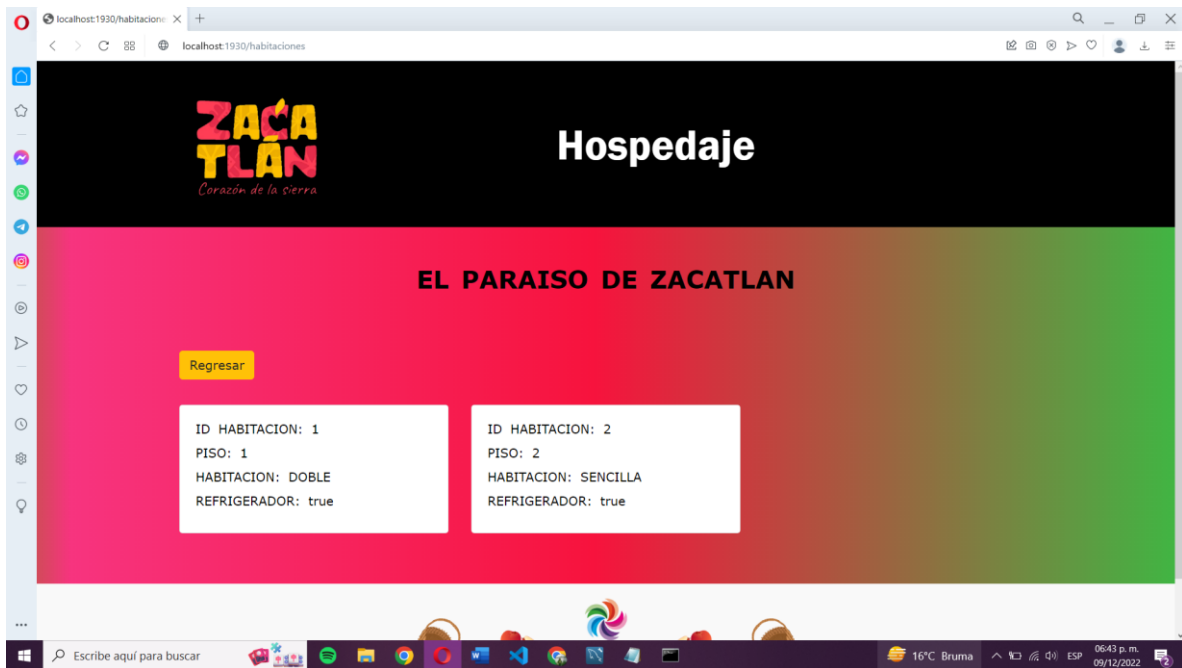 localhost:1930/habitacione
localhost:1930/habitaciones
ZACA
TLÁN
Corazón de la sierra
Hospedaje
EL PARAISO DE ZACATLAN
Regresar
ID HABITACION: 1
PISO: 1
HABITACION: DOBLE
REFRIGERADOR: true
ID HABITACION: 2
PISO: 2
HABITACION: SENCILLA
REFRIGERADOR: true
Escribe aquí para buscar
16°C Bruma
ESP
06:43 p. m.
09/12/2022
2